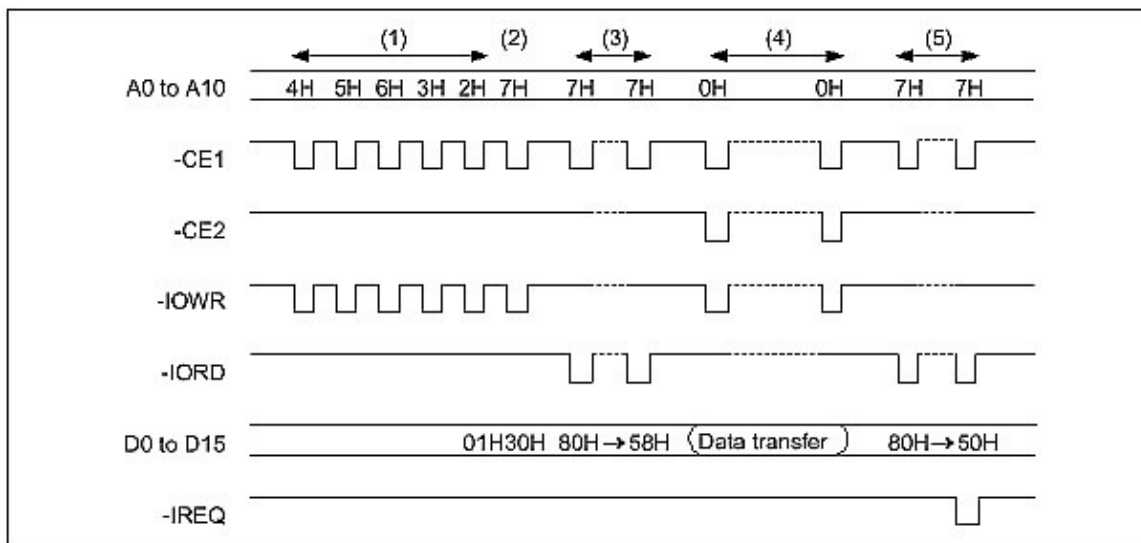 (1) (2) (3) (4) (5)
A0 to A10 4H 5H 6H 3H 2H 7H 7H 7H 0H 0H 7H 7H
-CE1
-CE2
-IOWR
-IORD
D0 to D15 01H30H 80H→58H (Data transfer) 80H→50H
-IREQ